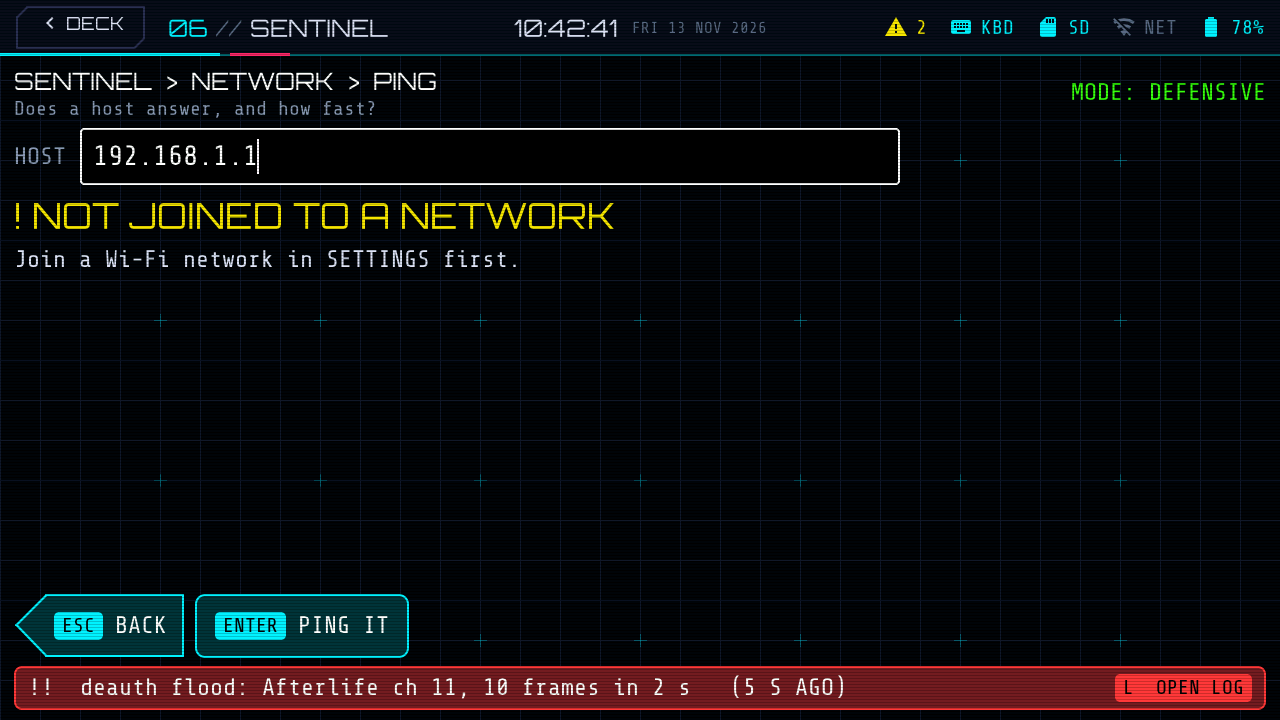 < DECK
06 // SENTINEL
10:42:41 FRI 13 NOV 2026
2 KBD SD NET 78%
SENTINEL > NETWORK > PING
Does a host answer, and how fast?
MODE: DEFENSIVE
HOST 192.168.1.1
! NOT JOINED TO A NETWORK
Join a Wi-Fi network in SETTINGS first.
ESC BACK ENTER PING IT
!! deauth flood: Afterlife ch 11, 10 frames in 2 s (5 S AGO) L OPEN LOG